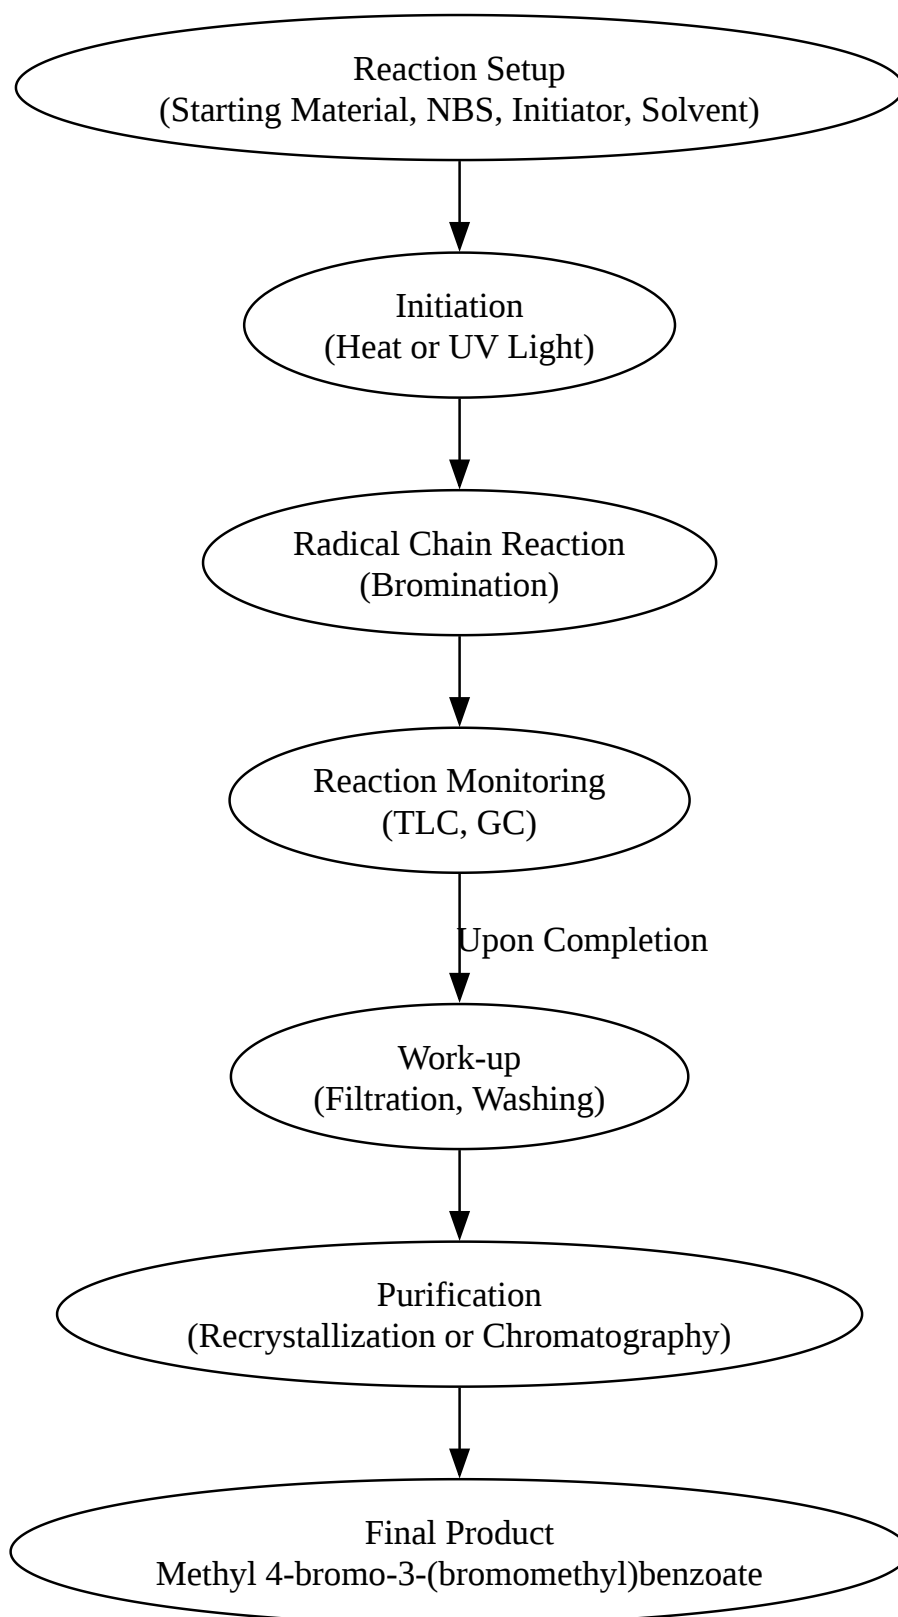 Reaction Setup
(Starting Material, NBS, Initiator, Solvent)
Initiation
(Heat or UV Light)
Radical Chain Reaction
(Bromination)
Reaction Monitoring
(TLC, GC)
Upon Completion
Work-up
(Filtration, Washing)
Purification
(Recrystallization or Chromatography)
Final Product
Methyl 4-bromo-3-(bromomethyl)benzoate